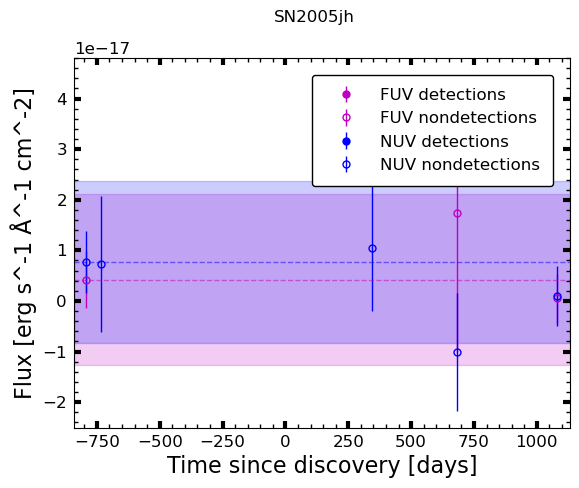 SN2005jh
1e−17
FUV detections
FUV nondetections
NUV detections
NUV nondetections
4
3
2
1
0
−1
−2
Flux [erg s^-1 Å^-1 cm^-2]
−750 −500 −250 0 250 500 750 1000
Time since discovery [days]